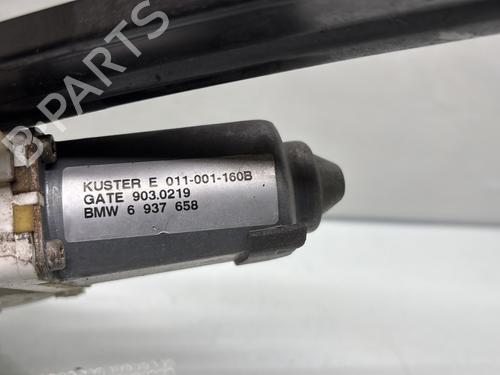 B-PARTS
KUSTER E 011-001-160B
GATE 903.0219
BMW 6 937 658